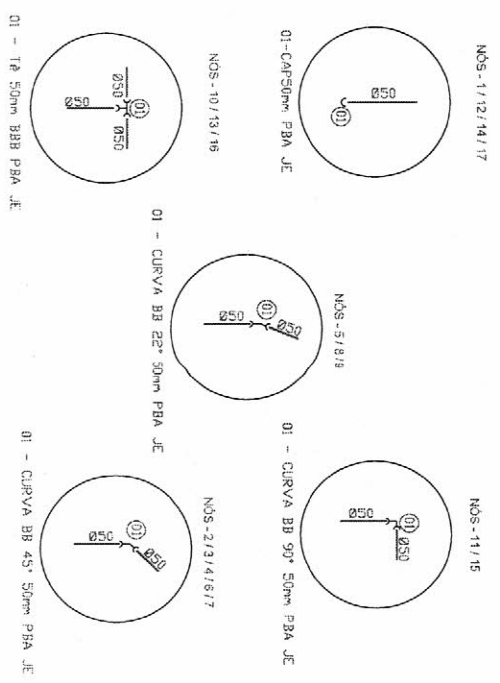 NÓS - 1 / 12 / 14 / 17
Ø50
01
01-CAP50mm PBA JE
NÓS - 10 / 13 / 16
Ø50
01
Ø50
Ø50
01 - Tê 50mm BBB PBA JE
NÓS - 5 / 8 / 9
Ø50
01
Ø50
01 - CURVA BB 22° 50mm PBA JE
NÓS - 11 / 15
Ø50
01
Ø50
01 - CURVA BB 90° 50mm PBA JE
NÓS - 2 / 3 / 4 / 6 / 7
Ø50
01
Ø50
01 - CURVA BB 45° 50mm PBA JE